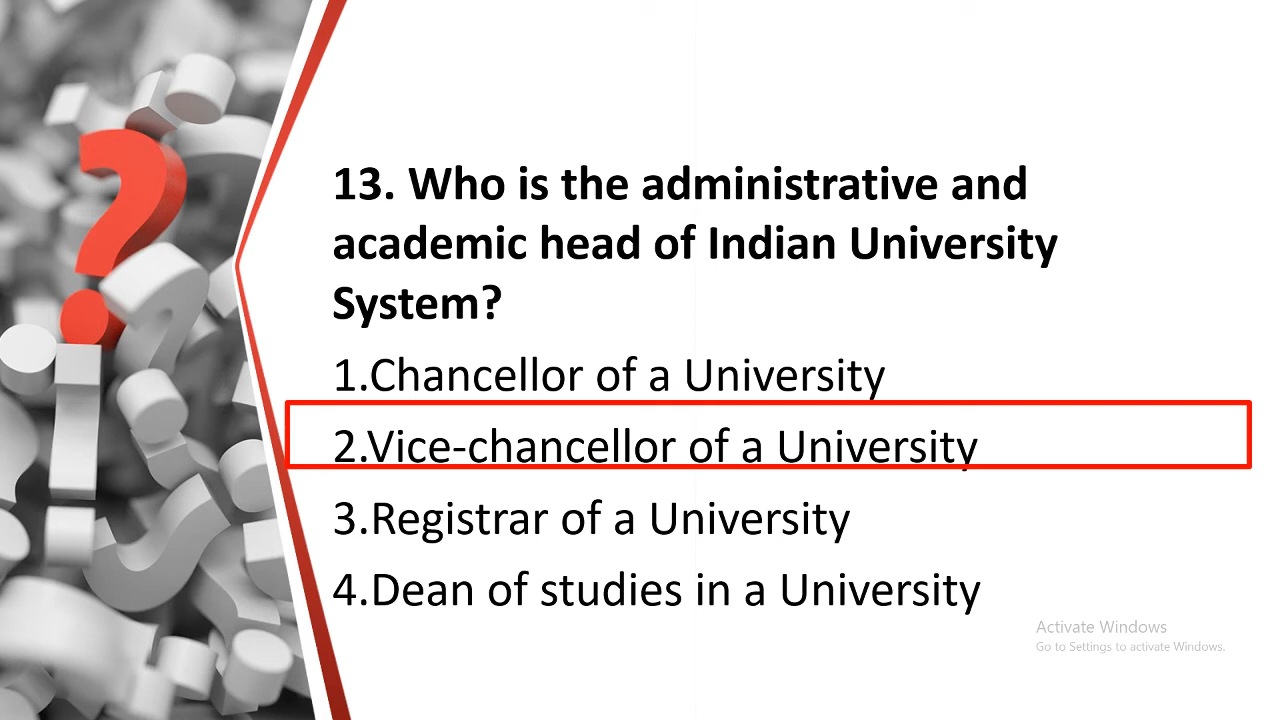 13. Who is the administrative and
academic head of Indian University
System?
1.Chancellor of a University
2.Vice-chancellor of a University
3.Registrar of a University
4.Dean of studies in a University
Activate Windows
Go to Settings to activate Windows.